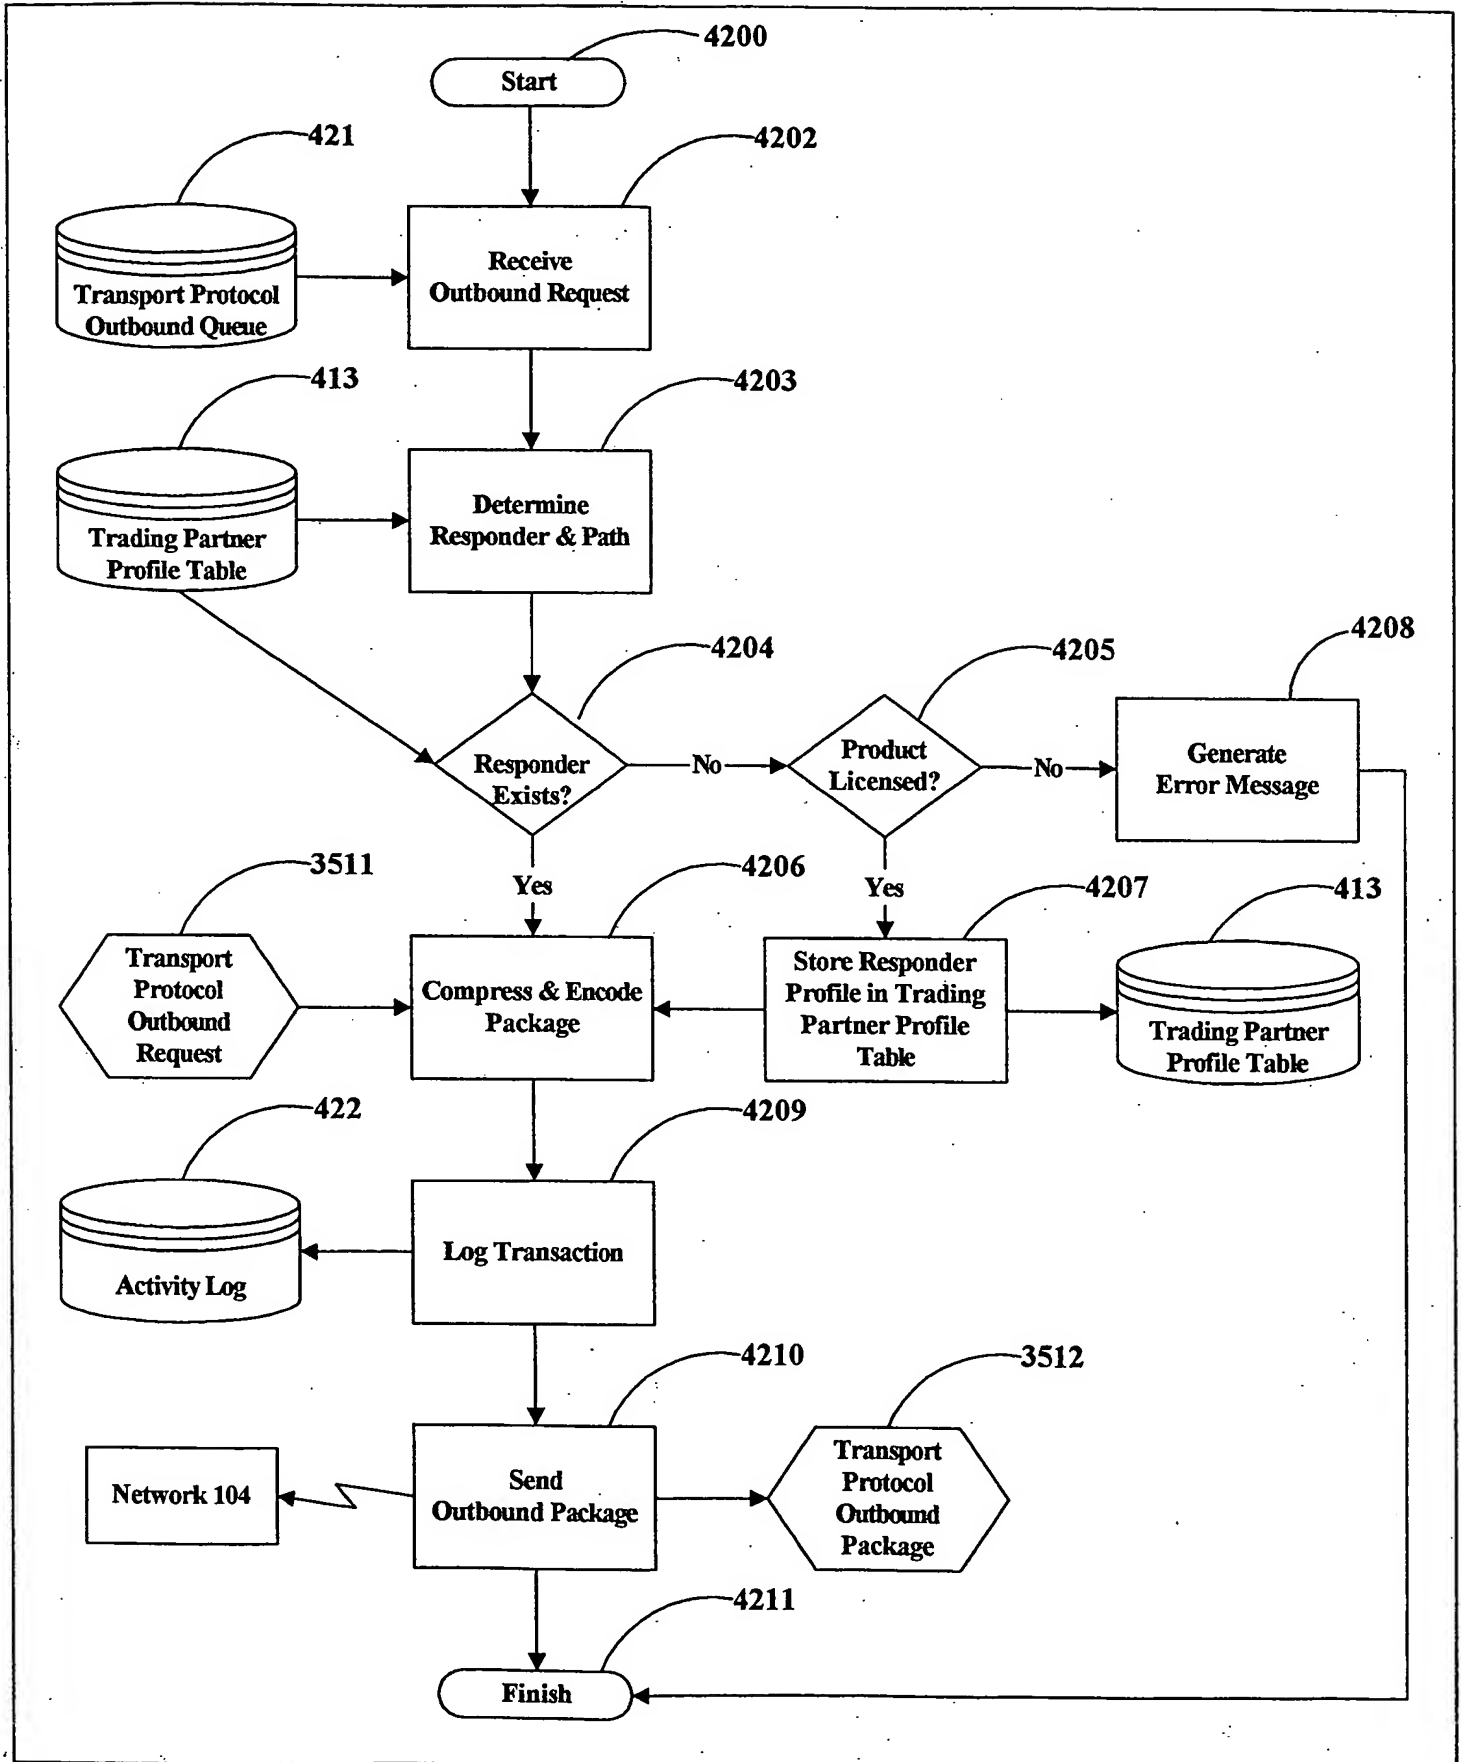 4200
Start
421
4202
Transport Protocol
Outbound Queue
Receive
Outbound Request
413
4203
Trading Partner
Profile Table
Determine
Responder & Path
4204
4205
4208
Responder
Exists?
No
Product
Licensed?
No
Generate
Error Message
Yes
Yes
3511
4206
4207
413
Transport
Protocol
Outbound
Request
Compress & Encode
Package
Store Responder
Profile in Trading
Partner Profile
Table
Trading Partner
Profile Table
422
4209
Activity Log
Log Transaction
4210
3512
Network 104
Send
Outbound Package
Transport
Protocol
Outbound
Package
4211
Finish